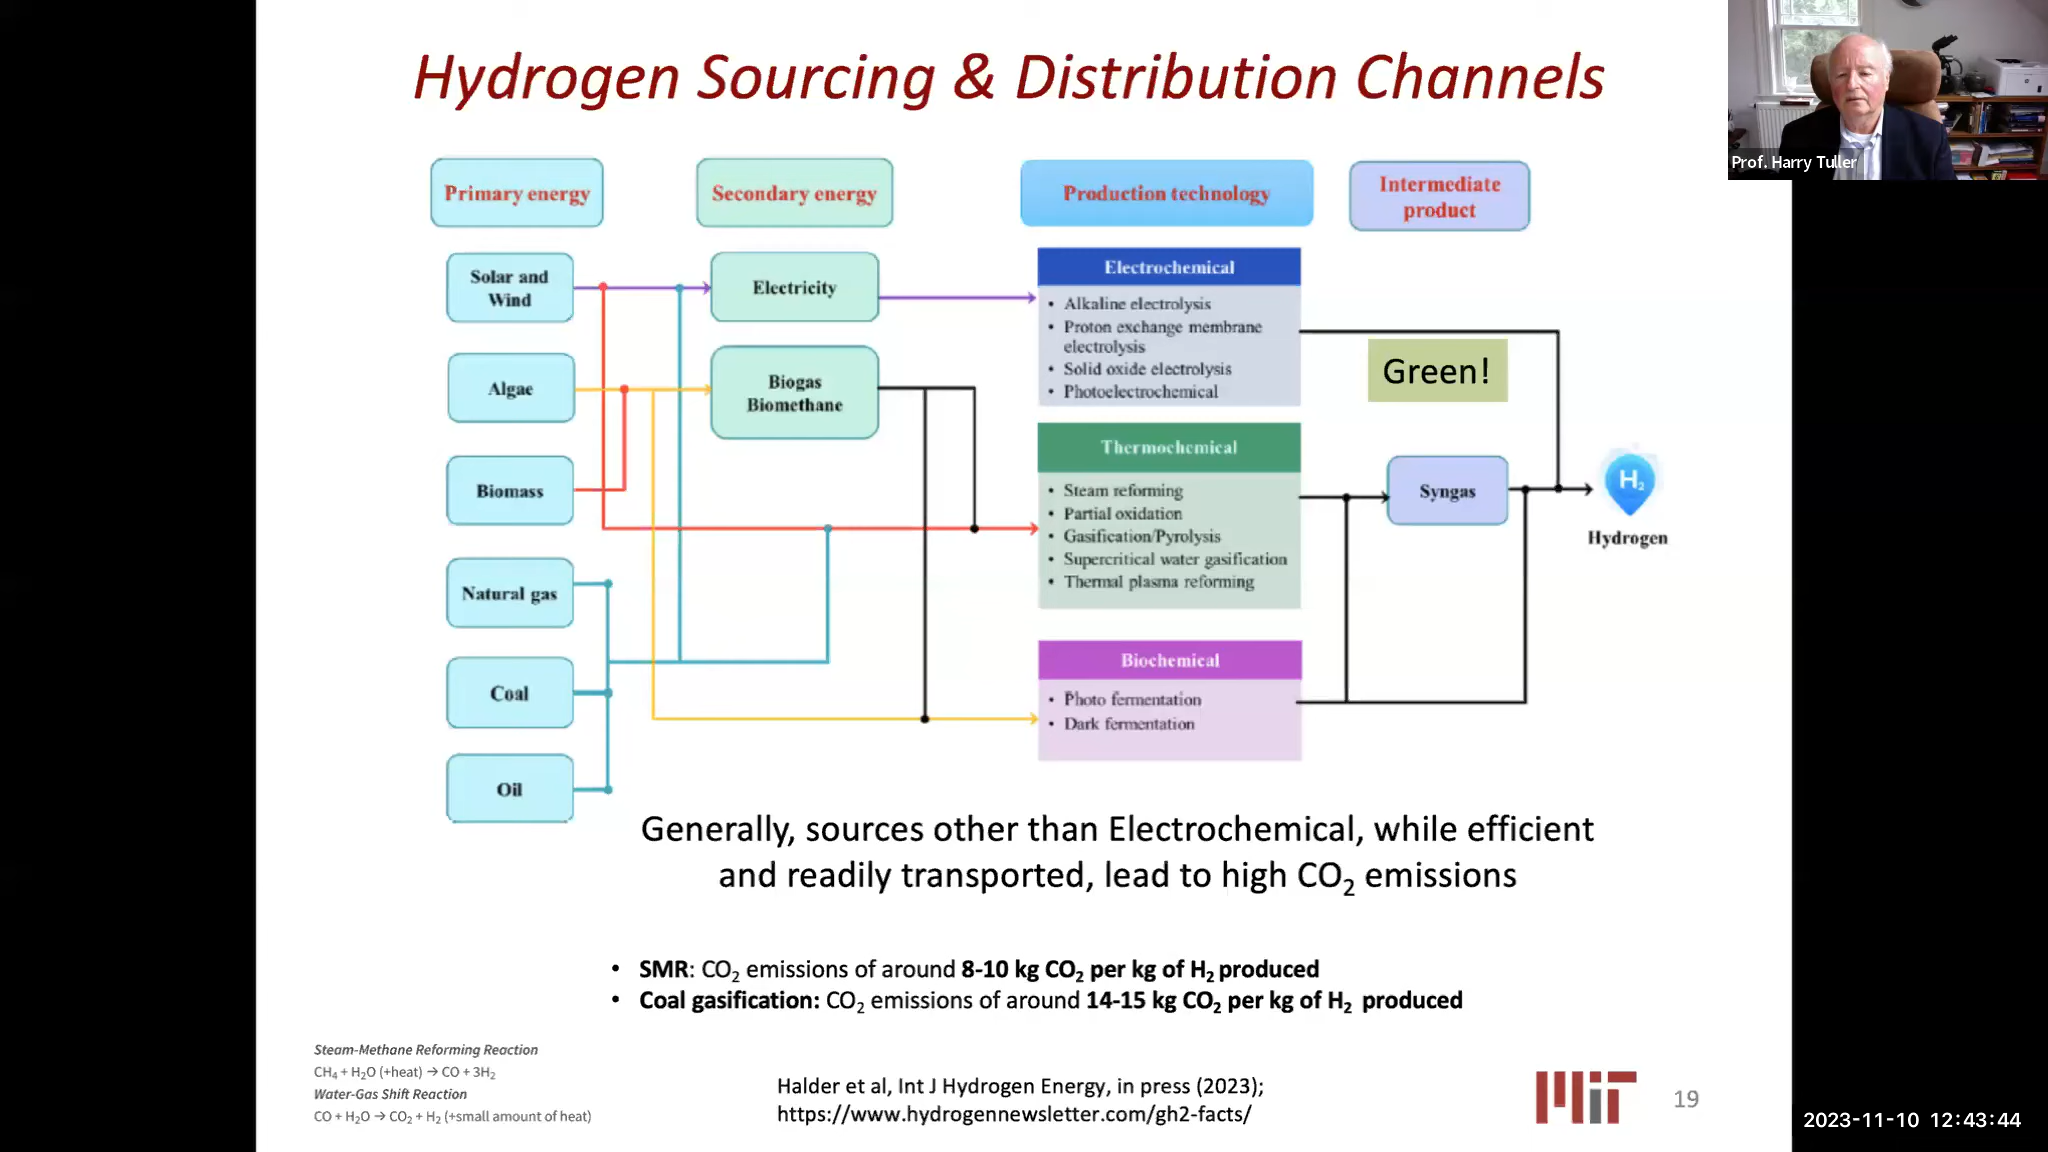 Hydrogen Sourcing & Distribution Channels
Prof. Harry Tuller
Primary energy
Secondary energy
Production technology
Intermediate
product
Solar and
Wind
Algae
Biomass
Natural gas
Coal
Oil
Electricity
Biogas
Biomethane
Electrochemical
• Alkaline electrolysis
• Proton exchange membrane
electrolysis
• Solid oxide electrolysis
• Photoelectrochemical
Thermochemical
• Steam reforming
• Partial oxidation
• Gasification/Pyrolysis
• Supercritical water gasification
• Thermal plasma reforming
Biochemical
• Photo fermentation
• Dark fermentation
Green!
Syngas
H₂
Hydrogen
Generally, sources other than Electrochemical, while efficient
and readily transported, lead to high CO₂ emissions
• SMR: CO₂ emissions of around 8-10 kg CO₂ per kg of H₂ produced
• Coal gasification: CO₂ emissions of around 14-15 kg CO₂ per kg of H₂ produced
Steam-Methane Reforming Reaction
CH₄ + H₂O (+heat) → CO + 3H₂
Water-Gas Shift Reaction
CO + H₂O → CO₂ + H₂ (+small amount of heat)
Halder et al, Int J Hydrogen Energy, in press (2023);
https://www.hydrogennewsletter.com/gh2-facts/
MIT
19
2023-11-10 12:43:44